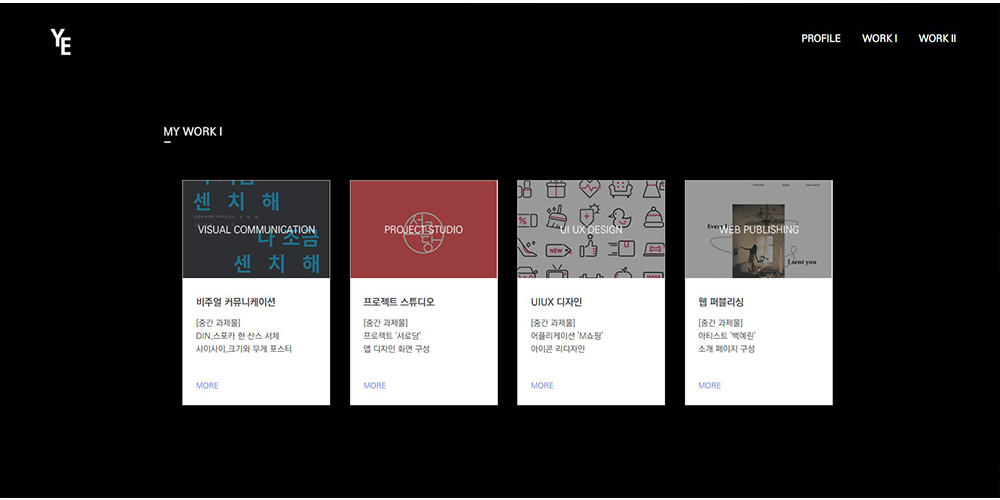 YE
PROFILE
WORK I
WORK II
MY WORK I
센 치 해
나 조금
센 치 해
VISUAL COMMUNICATION
서로당
PROJECT STUDIO
NEW
UI UX DESIGN
WEB PUBLISHING
I sent you
비주얼 커뮤니케이션
[중간 과제물]
DIN,스포카 한 산스 서체
사이사이,크기와 무게 포스터
MORE
프로젝트 스튜디오
[중간 과제물]
프로젝트 '서로당'
앱 디자인 화면 구성
MORE
UIUX 디자인
[중간 과제물]
어플리케이션 'M쇼핑'
아이콘 리디자인
MORE
웹 퍼블리싱
[중간 과제물]
아티스트 '백예린'
소개 페이지 구성
MORE